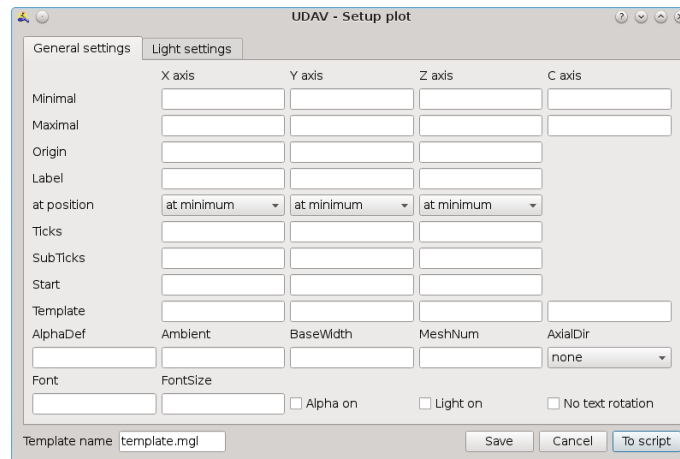 UDAV - Setup plot
General settings Light settings
X axis Y axis Z axis C axis
Minimal
Maximal
Origin
Label
at position at minimum at minimum at minimum
Ticks
SubTicks
Start
Template
AlphaDef Ambient BaseWidth MeshNum AxialDir
none
Font FontSize
Alpha on Light on No text rotation
Template name template.mgl Save Cancel To script